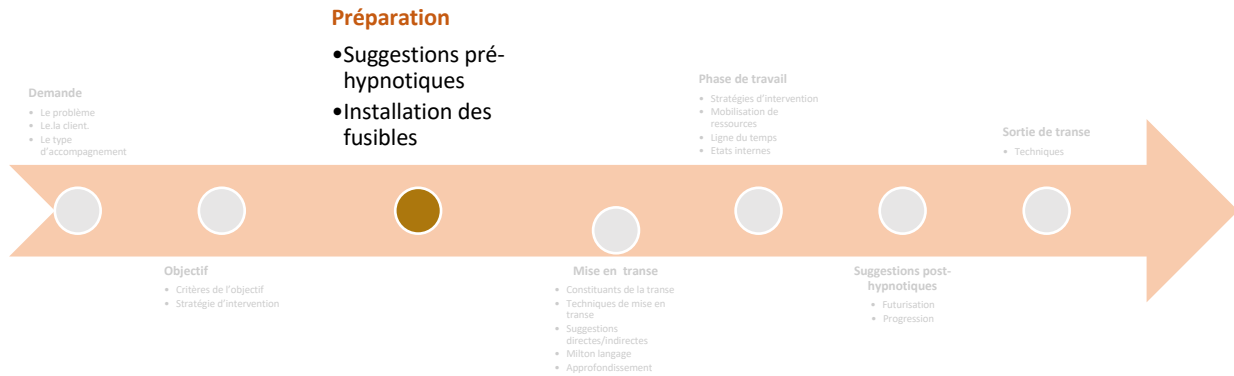 Préparation
•Suggestions pré-
hypnotiques
•Installation des
fusibles
Demande
• Le problème
• Le.la client.
• Le type
d'accompagnement
Phase de travail
• Stratégies d'intervention
• Mobilisation de
ressources
• Ligne du temps
• Etats internes
Sortie de transe
• Techniques
Objectif
• Critères de l'objectif
• Stratégie d'intervention
Mise en transe
• Constituants de la transe
• Techniques de mise en
transe
• Suggestions
directes/indirectes
• Milton langage
• Approfondissement
Suggestions post-
hypnotiques
• Futurisation
• Progression